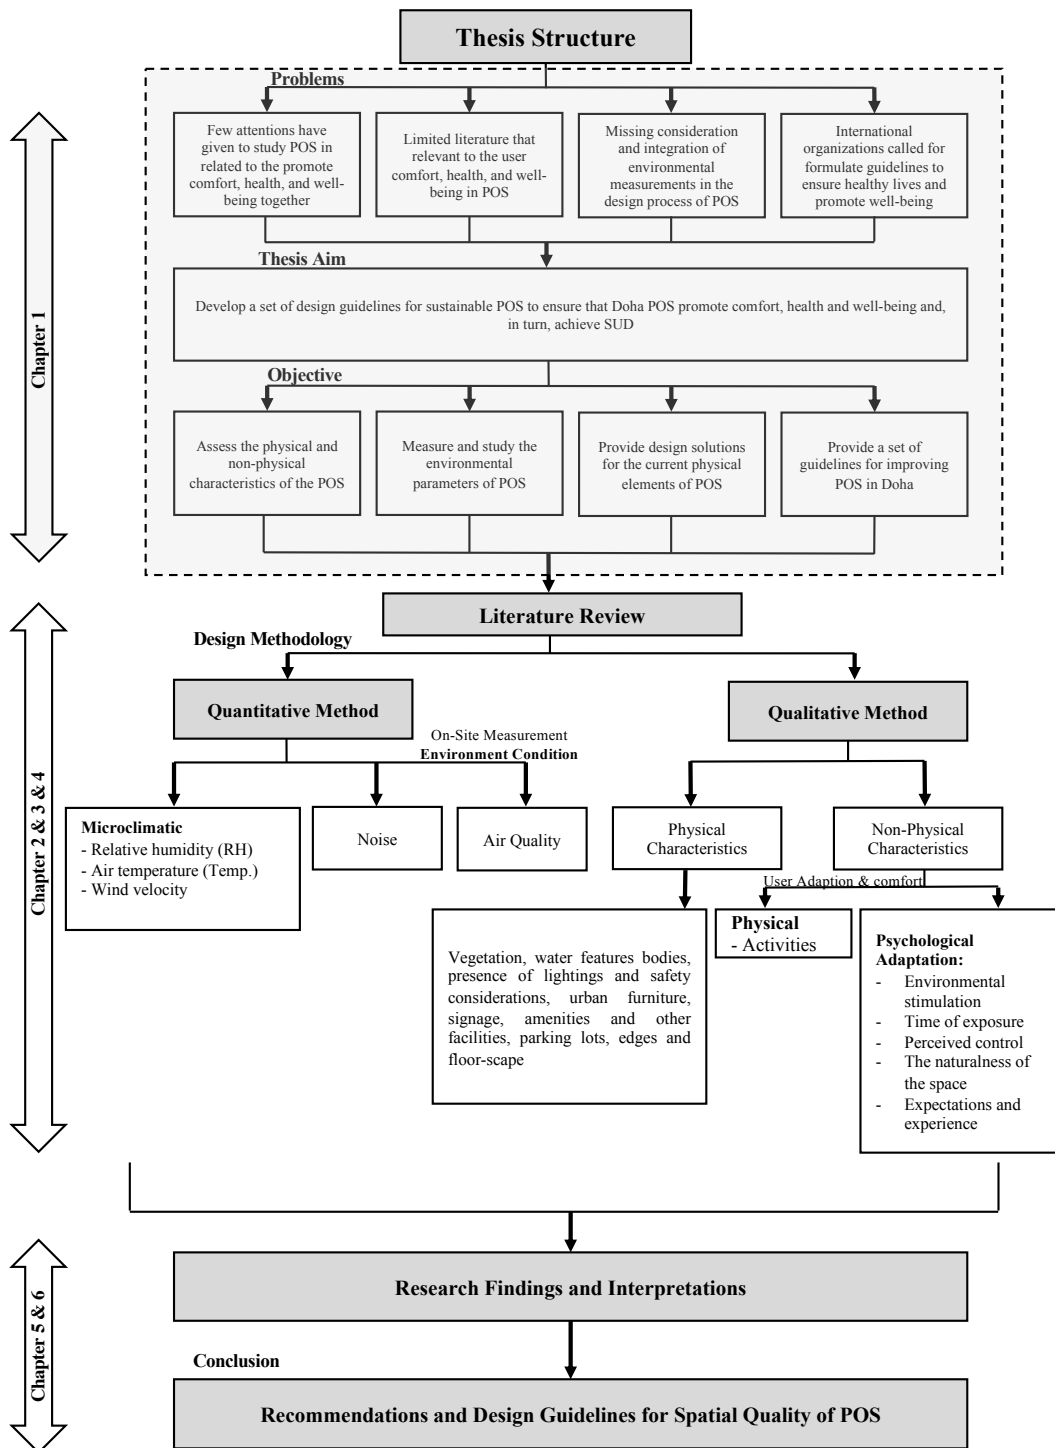 Thesis Structure
Problems
Few attentions have
given to study POS in
related to the promote
comfort, health, and well-
being together
Limited literature that
relevant to the user
comfort, health, and well-
being in POS
Missing consideration
and integration of
environmental
measurements in the
design process of POS
International
organizations called for
formulate guidelines to
ensure healthy lives and
promote well-being
Thesis Aim
Develop a set of design guidelines for sustainable POS to ensure that Doha POS promote comfort, health and well-being and,
in turn, achieve SUD
Objective
Assess the physical and
non-physical
characteristics of the POS
Measure and study the
environmental
parameters of POS
Provide design solutions
for the current physical
elements of POS
Provide a set of
guidelines for improving
POS in Doha
Chapter 1
Literature Review
Design Methodology
Quantitative Method
Qualitative Method
On-Site Measurement
Environment Condition
Microclimatic
- Relative humidity (RH)
- Air temperature (Temp.)
- Wind velocity
Noise
Air Quality
Physical
Characteristics
Non-Physical
Characteristics
User Adaption & comfort
Vegetation, water features bodies,
presence of lightings and safety
considerations, urban furniture,
signage, amenities and other
facilities, parking lots, edges and
floor-scape
Physical
- Activities
Psychological
Adaptation:
- Environmental
stimulation
- Time of exposure
- Perceived control
- The naturalness of
the space
- Expectations and
experience
Chapter 2 & 3 & 4
Research Findings and Interpretations
Conclusion
Recommendations and Design Guidelines for Spatial Quality of POS
Chapter 5 & 6